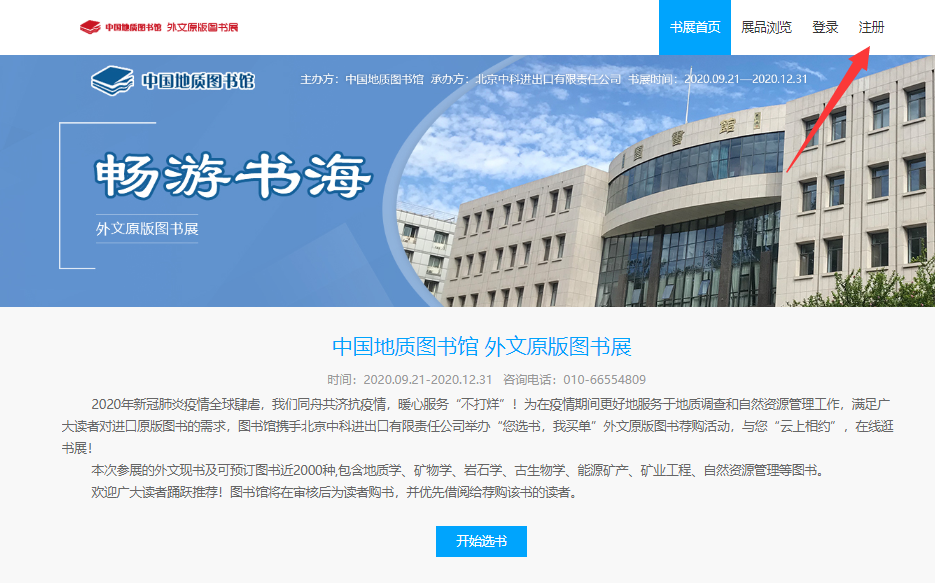 中国地质图书馆 外文原版图书展
书展首页 展品浏览 登录 注册
中国地质图书馆
主办方：中国地质图书馆 承办方：北京中科进出口有限责任公司 书展时间：2020.09.21—2020.12.31
畅游书海
外文原版图书展
图書館
中国地质图书馆 外文原版图书展
时间：2020.09.21-2020.12.31 咨询电话：010-66554809
2020年新冠肺炎疫情全球肆虐，我们同舟共济抗疫情，暖心服务“不打烊”！为在疫情期间更好地服务于地质调查和自然资源管理工作，满足广
大读者对进口原版图书的需求，图书馆携手北京中科进出口有限责任公司举办“您选书，我买单”外文原版图书荐购活动，与您“云上相约”，在线逛
书展！
本次参展的外文现书及可预订图书近2000种,包含地质学、矿物学、岩石学、古生物学、能源矿产、矿业工程、自然资源管理等图书。
欢迎广大读者踊跃推荐！图书馆将在审核后为读者购书，并优先借阅给荐购该书的读者。
开始选书